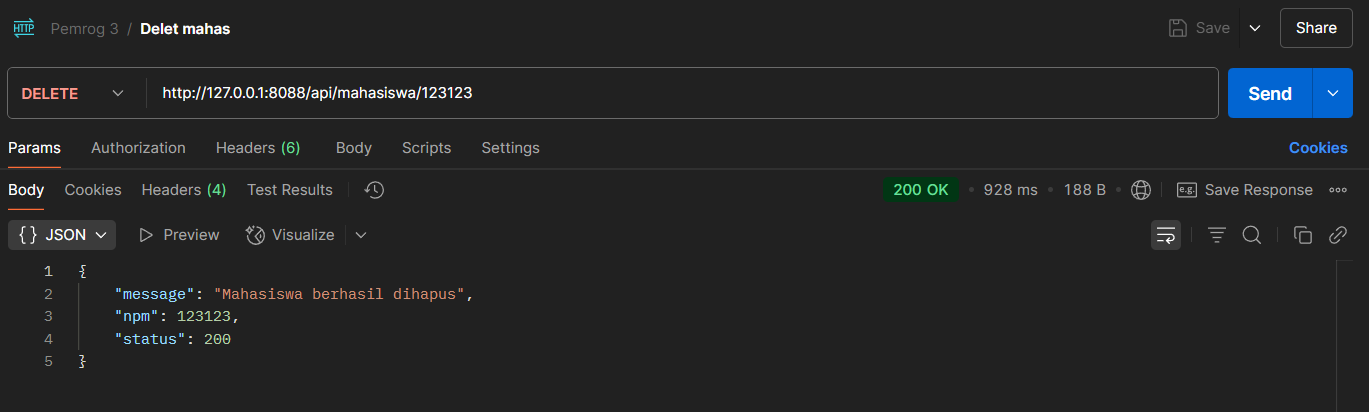 HTTP Pemrog 3 / Delet mahas Save Share
DELETE http://127.0.0.1:8088/api/mahasiswa/123123 Send
Params Authorization Headers (6) Body Scripts Settings Cookies
Body Cookies Headers (4) Test Results 200 OK • 928 ms • 188 B • e.g. Save Response
{} JSON Preview Visualize
1 {
2 "message": "Mahasiswa berhasil dihapus",
3 "npm": 123123,
4 "status": 200
5 }